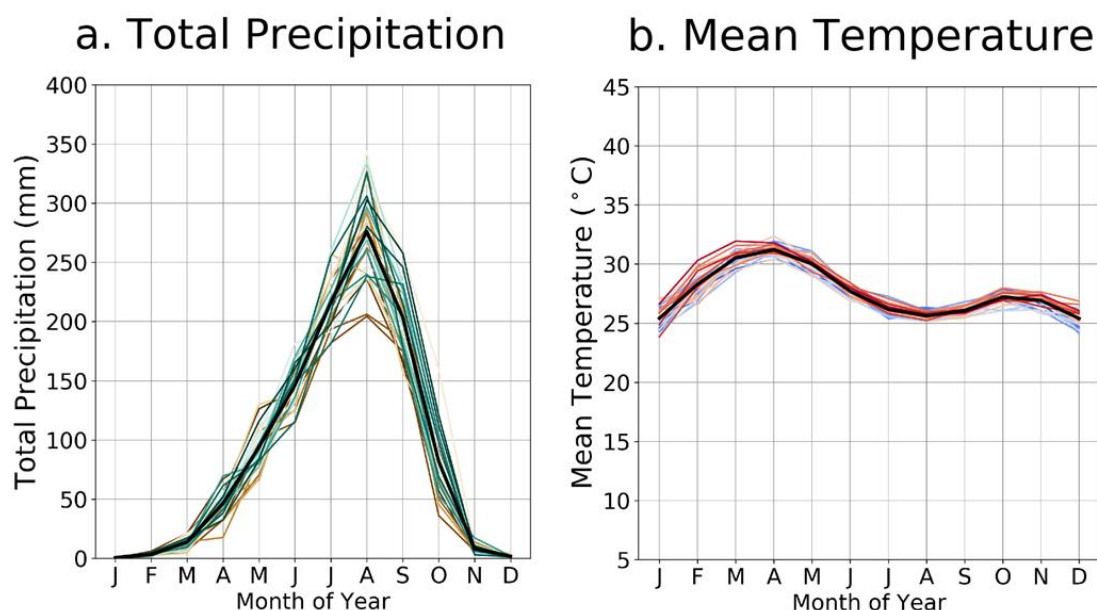 a. Total Precipitation
400
350
300
250
200
150
100
50
0
Total Precipitation (mm)
J F M A M J J A S O N D
Month of Year
b. Mean Temperature
45
40
35
30
25
20
15
10
5
Mean Temperature (°C)
J F M A M J J A S O N D
Month of Year